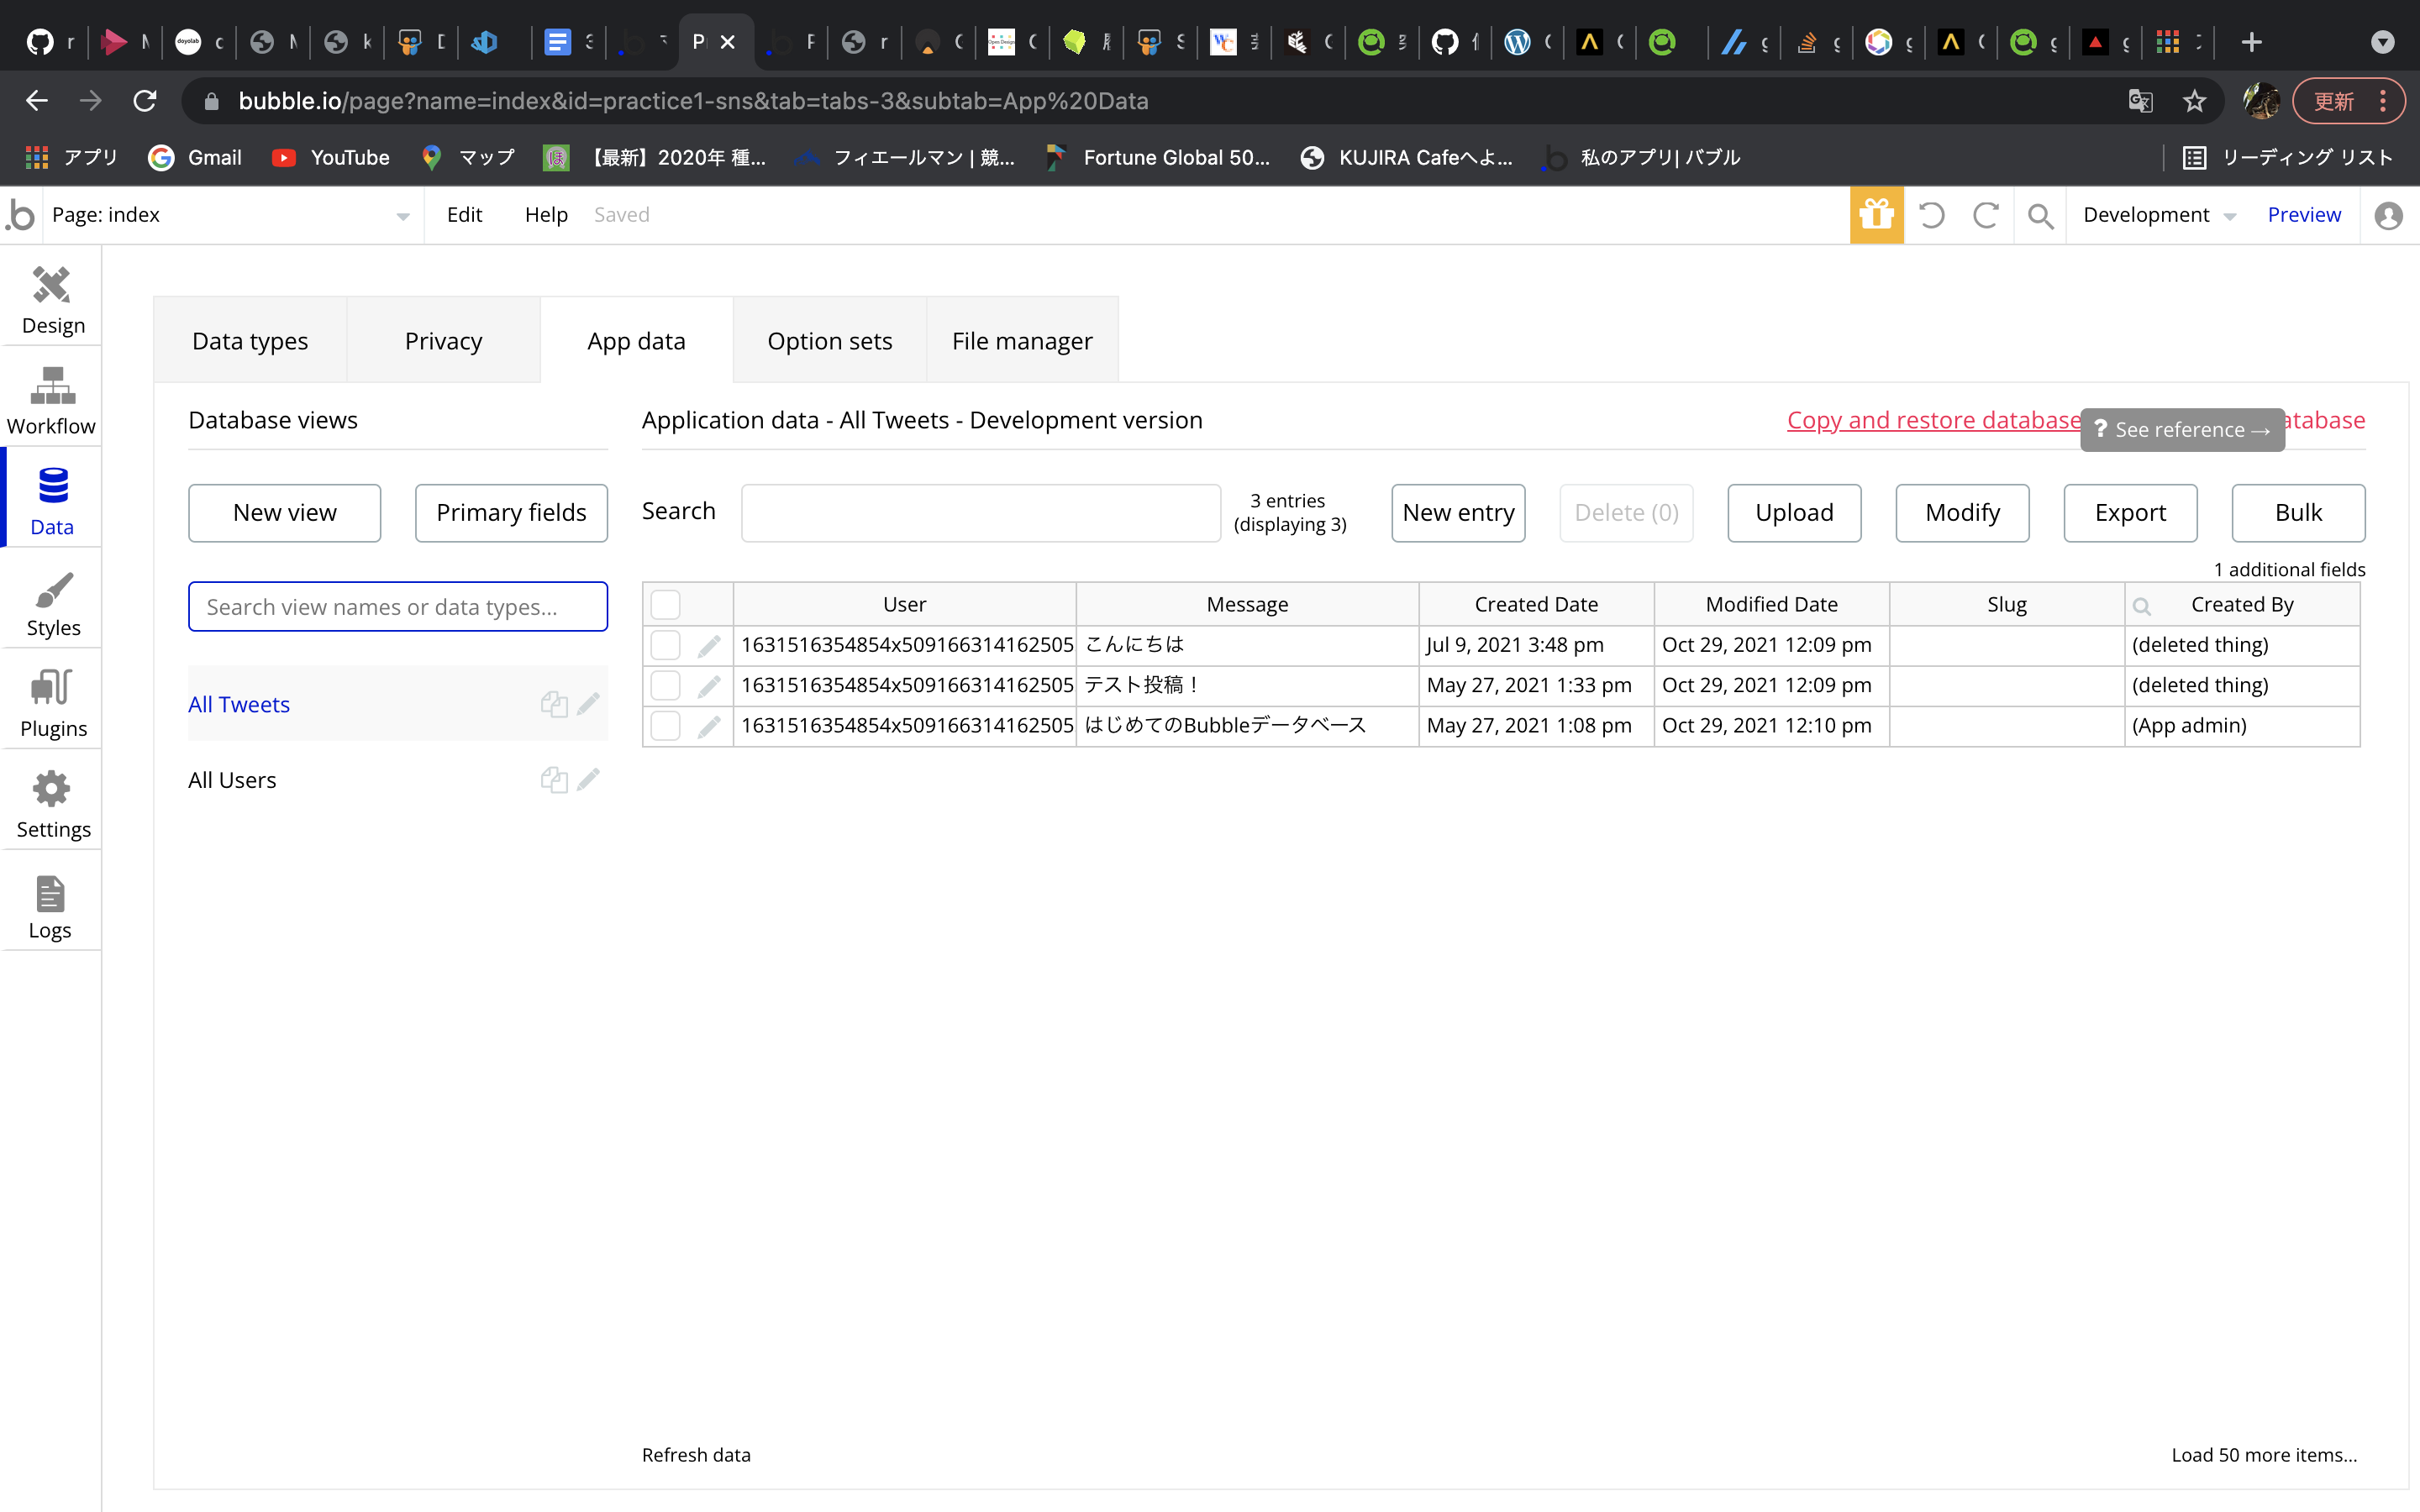 bubble.io/page?name=index&id=practice1-sns&tab=tabs-3&subtab=App%20Data
更新
アプリ Gmail YouTube マップ 【最新】2020年 種... フィエールマン | 競... Fortune Global 50... KUJIRA Cafeへよ... 私のアプリ| バブル リーディング リスト
Page: index Edit Help Saved Development Preview
Design
Workflow
Data
Styles
Plugins
Settings
Logs
Data types Privacy App data Option sets File manager
Database views
New view Primary fields
Search view names or data types...
All Tweets
All Users
Application data - All Tweets - Development version
Copy and restore database
? See reference →
atabase
Search
3 entries
(displaying 3)
New entry Delete (0) Upload Modify Export Bulk
1 additional fields
User Message Created Date Modified Date Slug Created By
1631516354854x509166314162505 こんにちは Jul 9, 2021 3:48 pm Oct 29, 2021 12:09 pm (deleted thing)
1631516354854x509166314162505 テスト投稿！ May 27, 2021 1:33 pm Oct 29, 2021 12:09 pm (deleted thing)
1631516354854x509166314162505 はじめてのBubbleデータベース May 27, 2021 1:08 pm Oct 29, 2021 12:10 pm (App admin)
Refresh data
Load 50 more items...